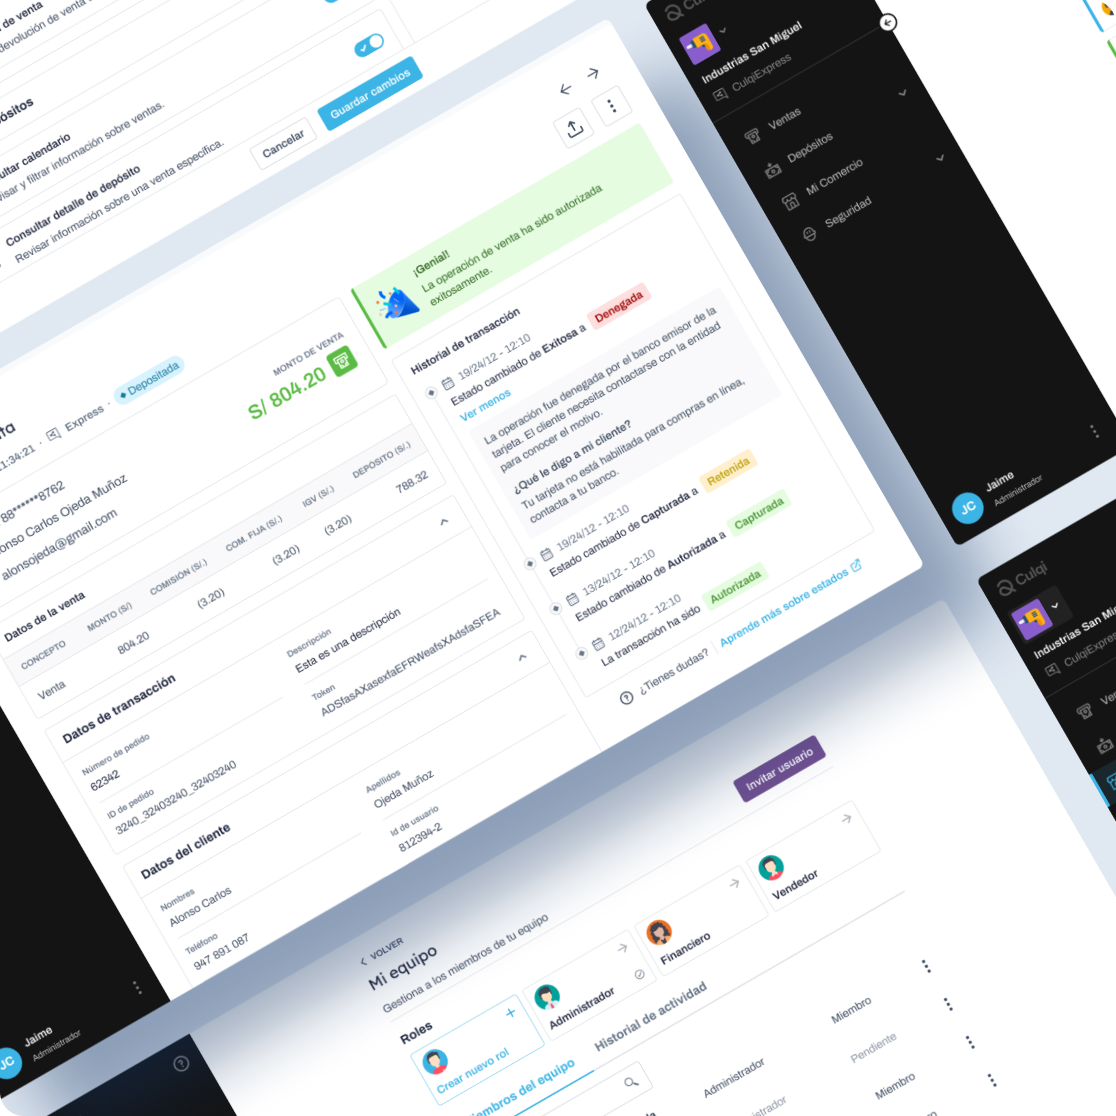 de venta
devolución de venta
Consultar detalle de depósito
Revisar información sobre una venta específica.
isar y filtrar información sobre ventas.
calendario
Cancelar
Guardar cambios
Express
Depositada
11:34:21
88******8762
onso Carlos Ojeda Muñoz
alonsojeda@gmail.com
MONTO DE VENTA
S/ 804.20
Datos de la venta
CONCEPTO
MONTO (S/)
COMISIÓN (S/.)
COM. FIJA (S/.)
IGV (S/.)
DEPÓSITO (S/.)
Venta
804.20
(3.20)
(3.20)
(3.20)
788.32
Datos de transacción
Número de pedido
62342
Descripción
Esta es una descripción
ID de pedido
3240_32403240_32403240
Token
ADSfasAXasexfaEFRWeafsXAdsfaSFEA
Datos del cliente
Nombres
Alonso Carlos
Apellidos
Ojeda Muñoz
Teléfono
947 891 087
Id de usuario
812394-2
¡Genial!
La operación de venta ha sido autorizada
exitosamente.
Historial de transacción
19/24/12 - 12:10
Estado cambiado de Exitosa a
Denegada
Ver menos
La operación fue denegada por el banco emisor de la
tarjeta. El cliente necesita contactarse con la entidad
para conocer el motivo.
¿Qué le digo a mi cliente?
Tu tarjeta no está habilitada para compras en línea,
contacta a tu banco.
19/24/12 - 12:10
Estado cambiado de Capturada a
Retenida
13/24/12 - 12:10
Estado cambiado de Autorizada a
Capturada
12/24/12 - 12:10
La transacción ha sido
Autorizada
¿Tienes dudas?
Aprende más sobre estados
Industrias San Miguel
CulqiExpress
Ventas
Depósitos
Mi Comercio
Seguridad
JC
Jaime
Administrador
Culqi
Industrias San Mi
CulqiExpres
Ve
JC
Jaime
Administrador
VOLVER
Mi equipo
Gestiona a los miembros de tu equipo
Invitar usuario
Roles
Crear nuevo rol
Administrador
Financiero
Vendedor
embros del equipo
Historial de actividad
Administrador
Miembro
Pendiente
Miembro